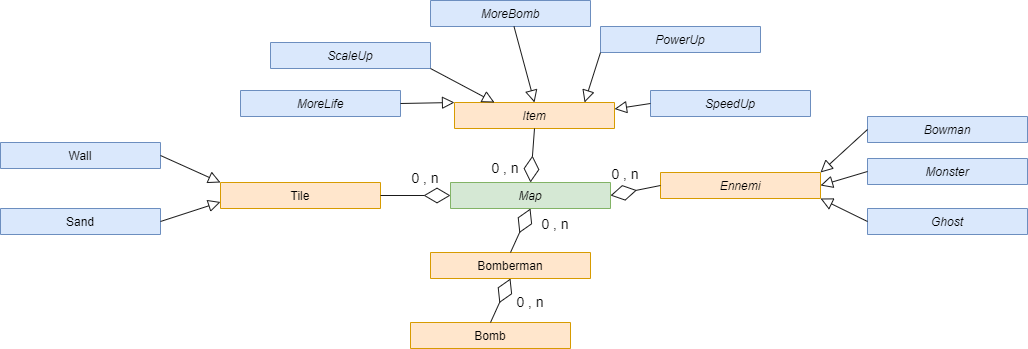 MoreBomb
PowerUp
ScaleUp
MoreLife
SpeedUp
Item
Bowman
Wall
0 , n
0 , n
0 , n
Monster
Tile
Map
Ennemi
Sand
0 , n
Ghost
Bomberman
0 , n
Bomb